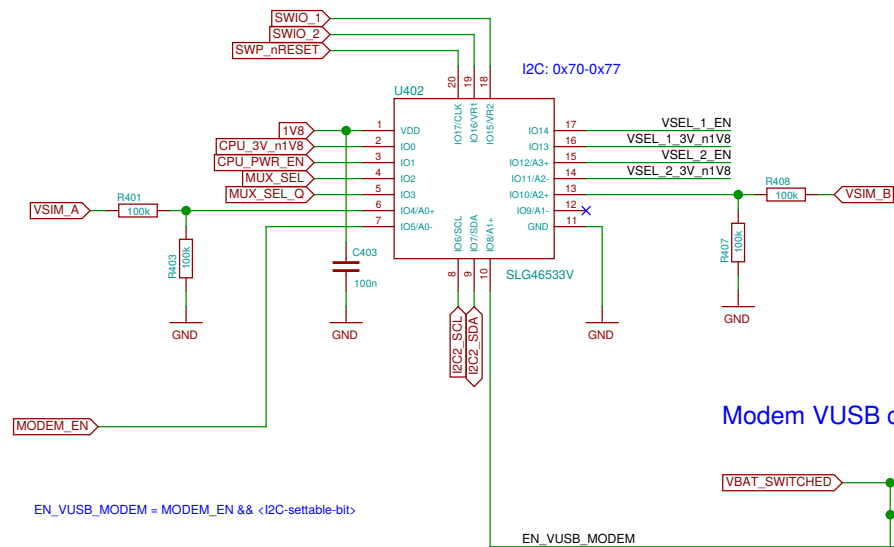 SWIO_1
SWIO_2
SWP_nRESET
I2C: 0x70-0x77
U402
20
19
18
IO17/CLK
IO16/VR1
IO15/VR2
1V8
1
VDD
IO14
17
VSEL_1_EN
CPU_3V_n1V8
2
IO0
IO13
16
VSEL_1_3V_n1V8
CPU_PWR_EN
3
IO1
IO12/A3+
15
VSEL_2_EN
MUX_SEL
4
IO2
IO11/A2-
14
VSEL_2_3V_n1V8
MUX_SEL_Q
5
IO3
IO10/A2+
13
R408
100k
VSIM_B
VSIM_A
R401
100k
6
IO4/A0+
IO9/A1-
12
7
IO5/A0-
GND
11
IO6/SCL
IO7/SDA
IO8/A1+
8
9
10
SLG46533V
R403
100k
C403
100n
R407
100k
GND
GND
GND
GND
I2C2_SCL
I2C2_SDA
MODEM_EN
Modem VUSB
VBAT_SWITCHED
EN_VUSB_MODEM = MODEM_EN && <I2C-settable-bit>
EN_VUSB_MODEM